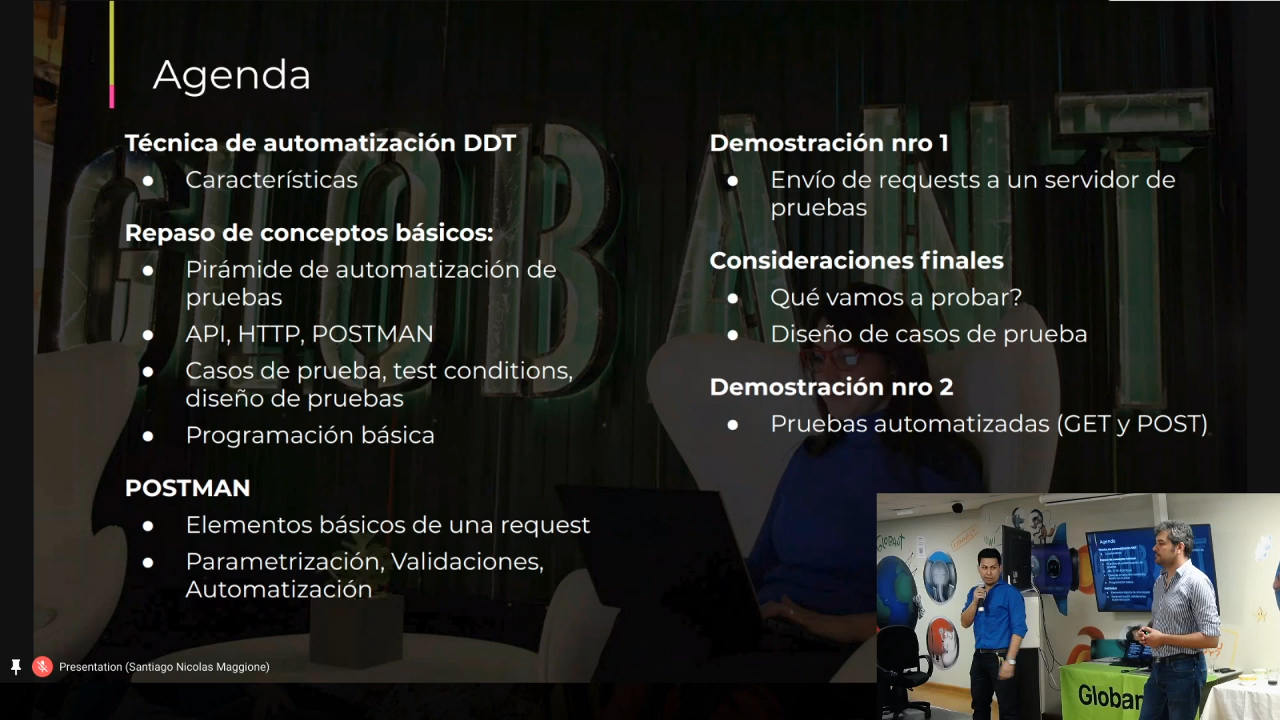 Agenda
Técnica de automatización DDT
● Características
Repaso de conceptos básicos:
● Pirámide de automatización de
pruebas
● API, HTTP, POSTMAN
● Casos de prueba, test conditions,
diseño de pruebas
● Programación básica
POSTMAN
● Elementos básicos de una request
● Parametrización, Validaciones,
Automatización
Demostración nro 1
● Envío de requests a un servidor de
pruebas
Consideraciones finales
● Qué vamos a probar?
● Diseño de casos de prueba
Demostración nro 2
● Pruebas automatizadas (GET y POST)
GLOBANT
Presentation (Santiago Nicolas Maggione)
Globant
Agenda
Globan